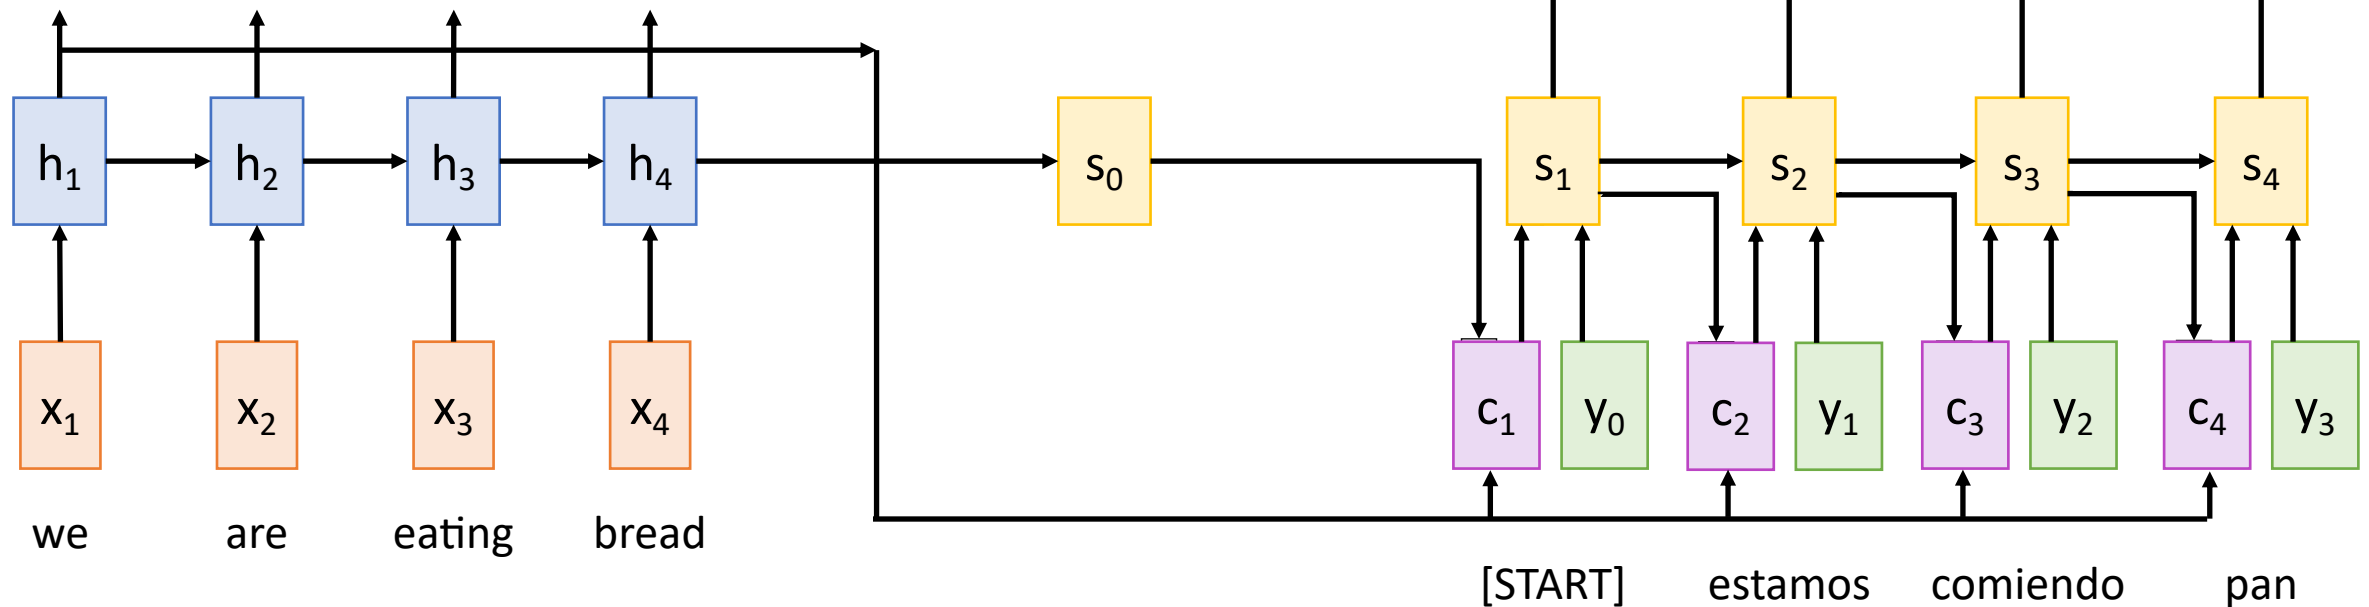 h₁ h₂ h₃ h₄ s₀ s₁ s₂ s₃ s₄
x₁ x₂ x₃ x₄ c₁ y₀ c₂ y₁ c₃ y₂ c₄ y₃
we are eating bread
[START] estamos comiendo pan